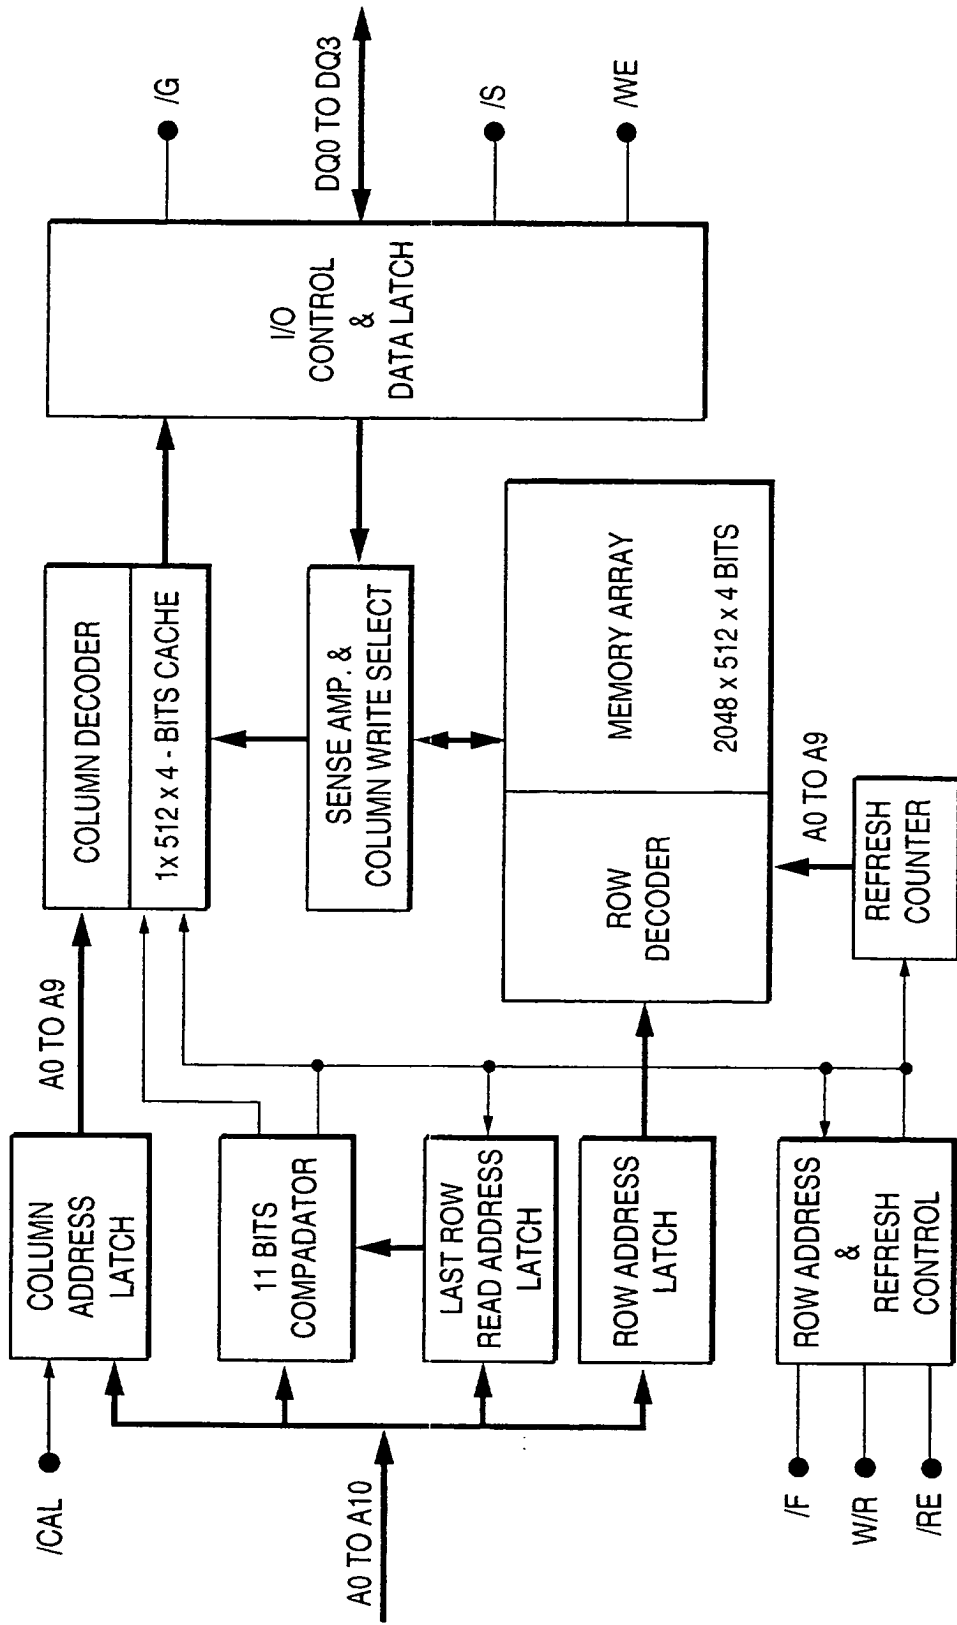 /CAL
A0 TO A10
/F
W/R
/RE
COLUMN
ADDRESS
LATCH
11 BITS
COMPADATOR
LAST ROW
READ ADDRESS
LATCH
ROW ADDRESS
LATCH
ROW ADDRESS
&
REFRESH
CONTROL
A0 TO A9
COLUMN DECODER
1x 512 x 4 - BITS CACHE
SENSE AMP. &
COLUMN WRITE SELECT
ROW
DECODER
MEMORY ARRAY
2048 x 512 x 4 BITS
A0 TO A9
REFRESH
COUNTER
I/O
CONTROL
&
DATA LATCH
/G
DQ0 TO DQ3
/S
/WE